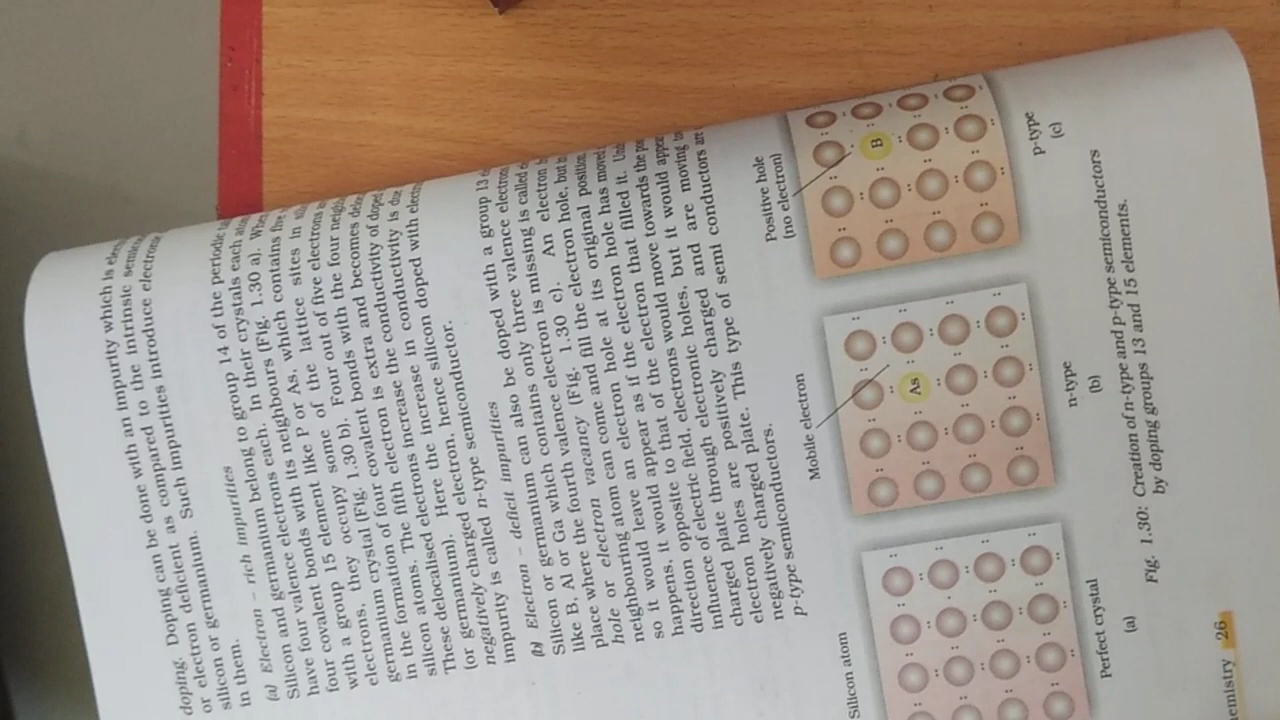 doping. Doping can be done with an impurity which is
or electron deficient as compared to the intrinsic
silicon or germanium. Such impurities introduce electronic
in them.
(a) Electron – rich impurities
Silicon and germanium belong to group 14 of the periodic
have four valence electrons each. In their crystals each
four covalent bonds with its neighbours (Fig. 1.30 a). When
with a group 15 element like P or As, which contains five
electrons, they occupy some of the lattice sites in
germanium crystal (Fig. 1.30 b). Four out of five electrons
in the formation of four covalent bonds with the four
silicon atoms. The fifth electron is extra and becomes
These delocalised electrons increase the conductivity of doped
(or germanium). Here the increase in conductivity is due
negatively charged electron, hence silicon doped with
impurity is called n-type semiconductor.
(b) Electron – deficit impurities
Silicon or germanium can also be doped with a group 13
like B, Al or Ga which contains only three valence electrons
place where the fourth valence electron is missing is called
hole or electron vacancy (Fig. 1.30 c). An electron
neighbouring atom can come and fill the electron hole, but
so it would leave an electron hole at its original position
happens, it would appear as if the electron hole has moved
direction opposite to that of the electron that filled it.
influence of electric field, electrons would move towards the
charged plate through electronic holes, but it would appear
electron holes are positively charged and are moving
negatively charged plate. This type of semi conductors are
p-type semiconductors.
Silicon atom
Mobile electron
Positive hole
(no electron)
As
B
Perfect crystal
n-type
p-type
(a)
(b)
(c)
Fig. 1.30: Creation of n-type and p-type semiconductors
by doping groups 13 and 15 elements.
emistry 26